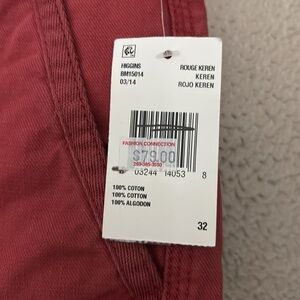 HIGGINS
BM15014
03/14
ROUGE KEREN
KEREN
ROJO KEREN
FASHION CONNECTION
$79.00
03244 14053 8
100% COTON
100% COTTON
100% ALGODON
32